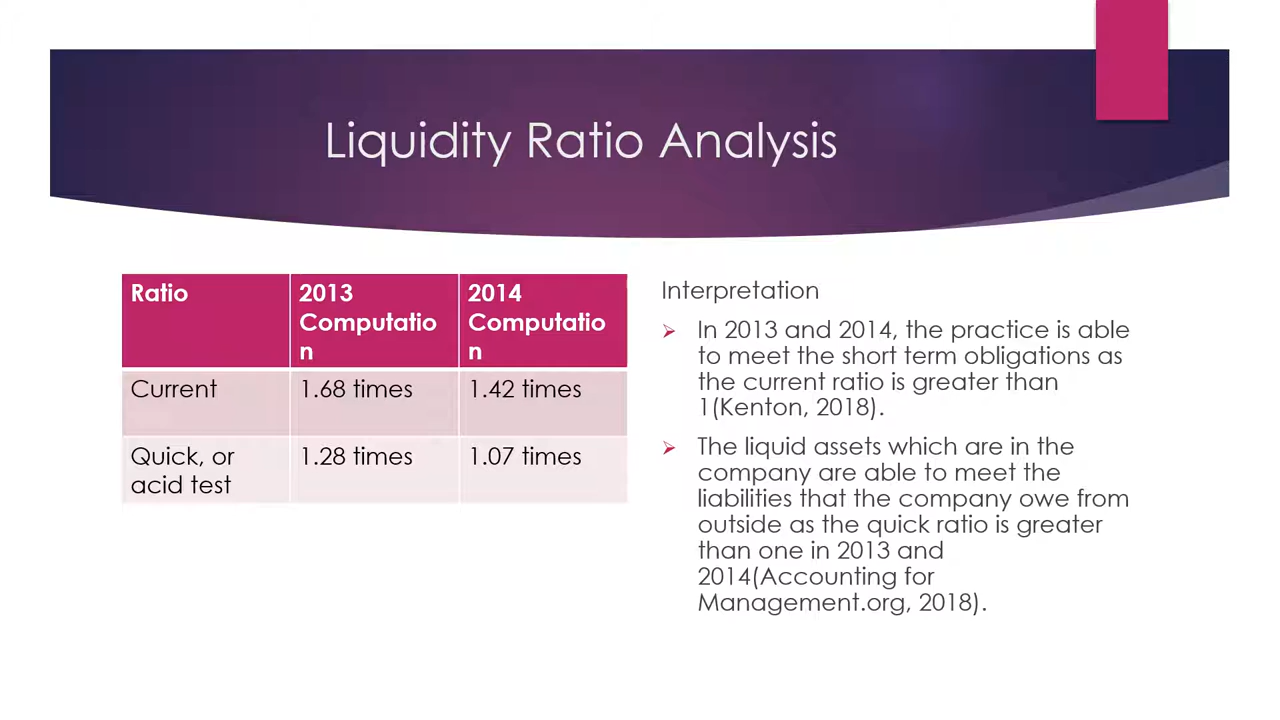 Liquidity Ratio Analysis
Ratio
2013
Computatio
n
2014
Computatio
n
Current
1.68 times
1.42 times
Quick, or
acid test
1.28 times
1.07 times
Interpretation
In 2013 and 2014, the practice is able
to meet the short term obligations as
the current ratio is greater than
1(Kenton, 2018).
The liquid assets which are in the
company are able to meet the
liabilities that the company owe from
outside as the quick ratio is greater
than one in 2013 and
2014(Accounting for
Management.org, 2018).